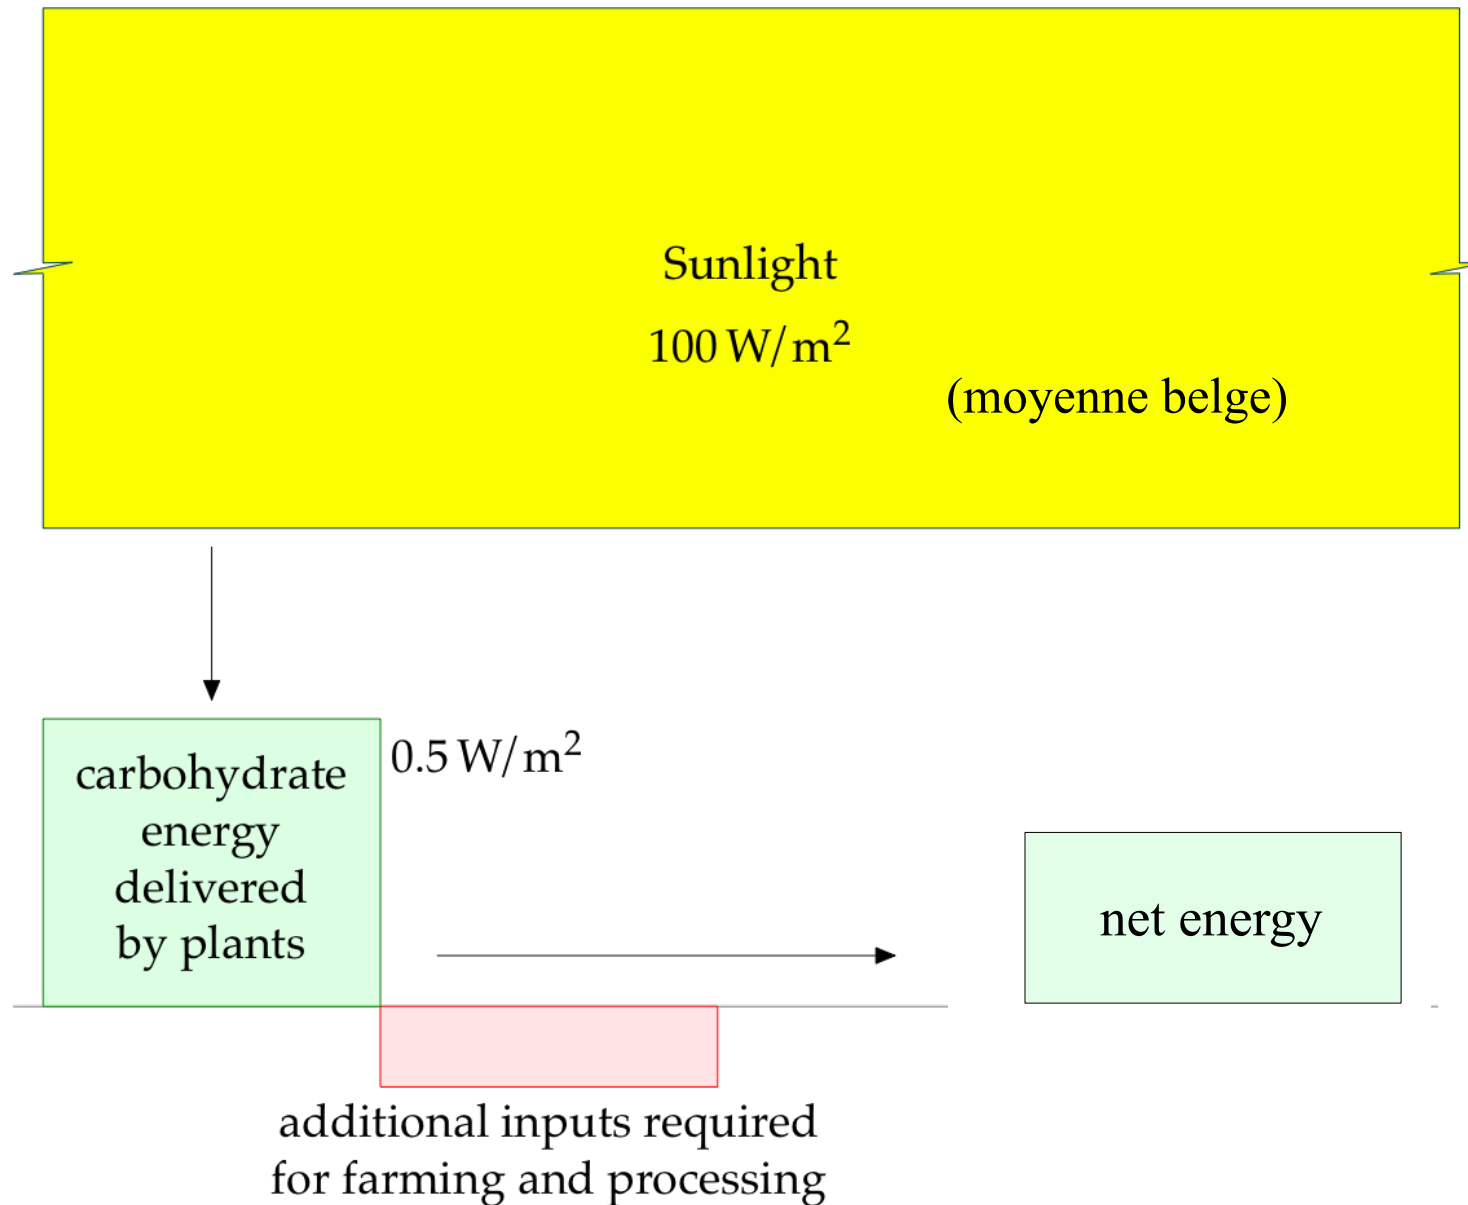 Sunlight
100 W/m²
(moyenne belge)
carbohydrate
energy
delivered
by plants
0.5 W/m²
net energy
additional inputs required
for farming and processing